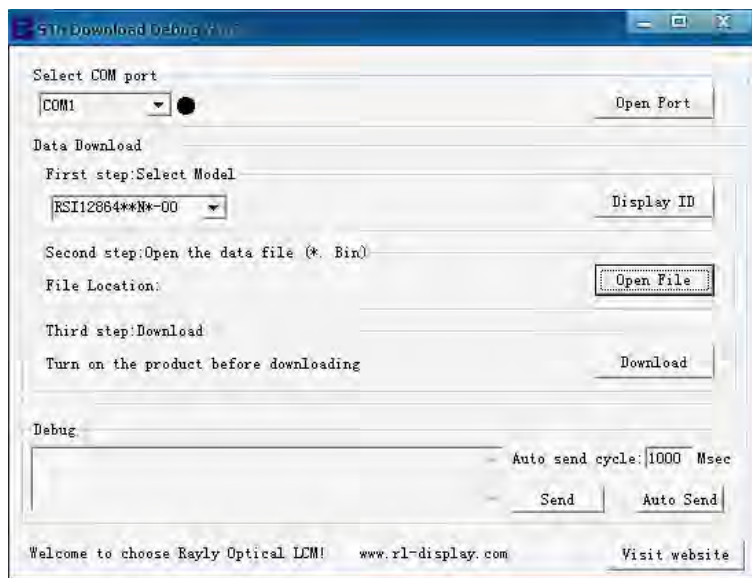 STN Download Debug
Select COM port
COM1
Open Port
Data Download
First step:Select Model
RSI12864**N*-00
Display ID
Second step:Open the data file (*. Bin)
File Location:
Open File
Third step:Download
Turn on the product before downloading
Download
Debug
Auto send cycle: 1000 Msec
Send Auto Send
Welcome to choose Rayly Optical LCM! www.rl-display.com Visit website